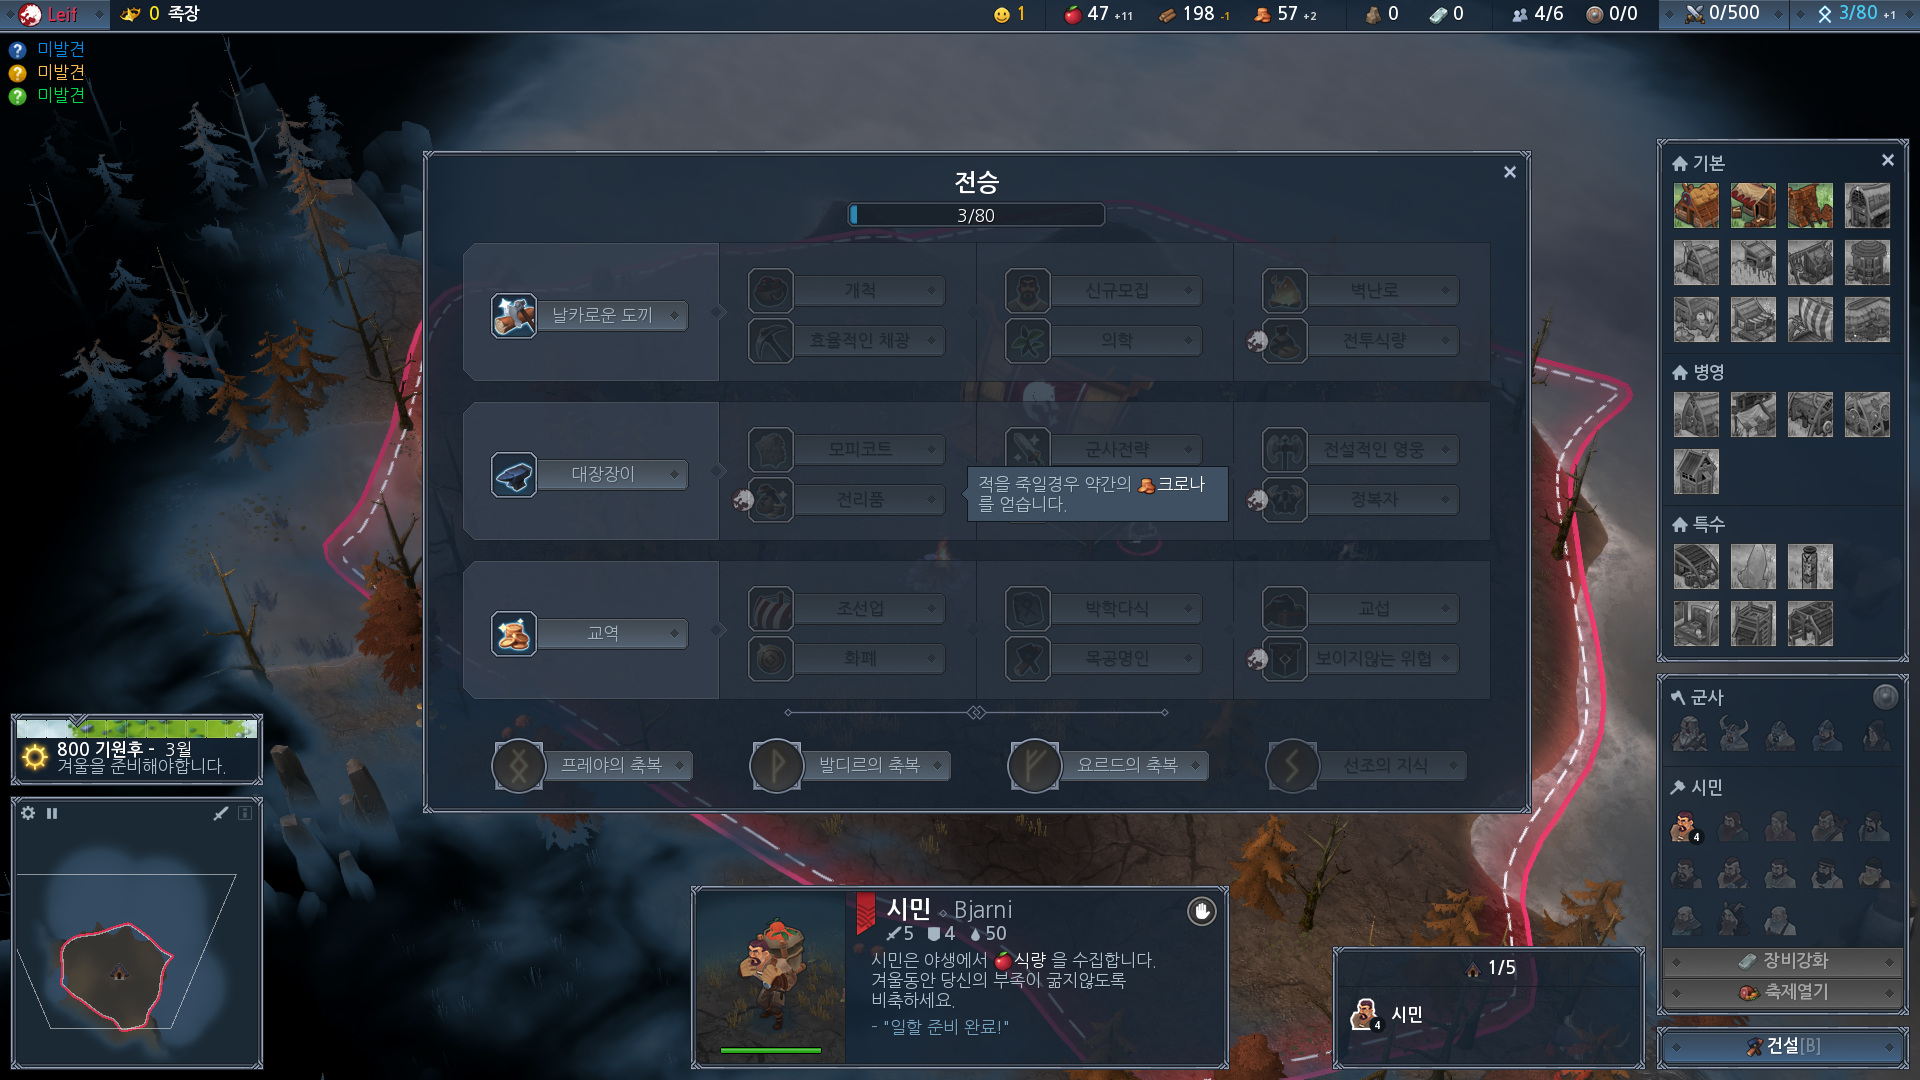 Leif
0 족장
1
47 +11
198 -1
57 +2
0
0
4/6
0/0
0/500
3/80 +1
미발견
미발견
미발견
전승
3/80
날카로운 도끼
개척
신규모집
벽난로
효율적인 채광
의학
전투식량
대장장이
모피코트
군사전략
전설적인 영웅
전리품
정복자
적을 죽일경우 약간의 크로나
를 얻습니다.
교역
조선업
박학다식
교섭
화폐
목공명인
보이지않는 위협
프레야의 축복
발디르의 축복
요르드의 축복
선조의 지식
기본
병영
특수
군사
시민
4
장비강화
축제열기
건설[B]
800 기원후 - 3월
겨울을 준비해야합니다.
시민 Bjarni
5 4 50
시민은 야생에서 식량 을 수집합니다.
겨울동안 당신의 부족이 굶지않도록
비축하세요.
- "일할 준비 완료!"
1/5
4 시민